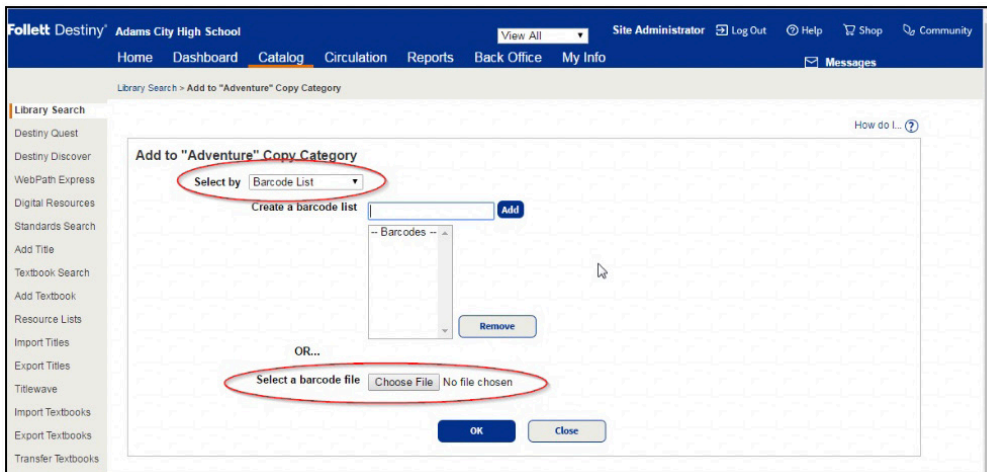 Follett Destiny® Adams City High School View All Site Administrator Log Out Help Shop Community
Home Dashboard Catalog Circulation Reports Back Office My Info Messages
Library Search > Add to "Adventure" Copy Category
Library Search
How do I... ?
Destiny Quest
Destiny Discover
WebPath Express
Digital Resources
Standards Search
Add Title
Textbook Search
Add Textbook
Resource Lists
Import Titles
Export Titles
Titlewave
Import Textbooks
Export Textbooks
Transfer Textbooks
Add to "Adventure" Copy Category
Select by Barcode List
Create a barcode list Add
-- Barcodes --
Remove
OR...
Select a barcode file Choose File No file chosen
OK Close